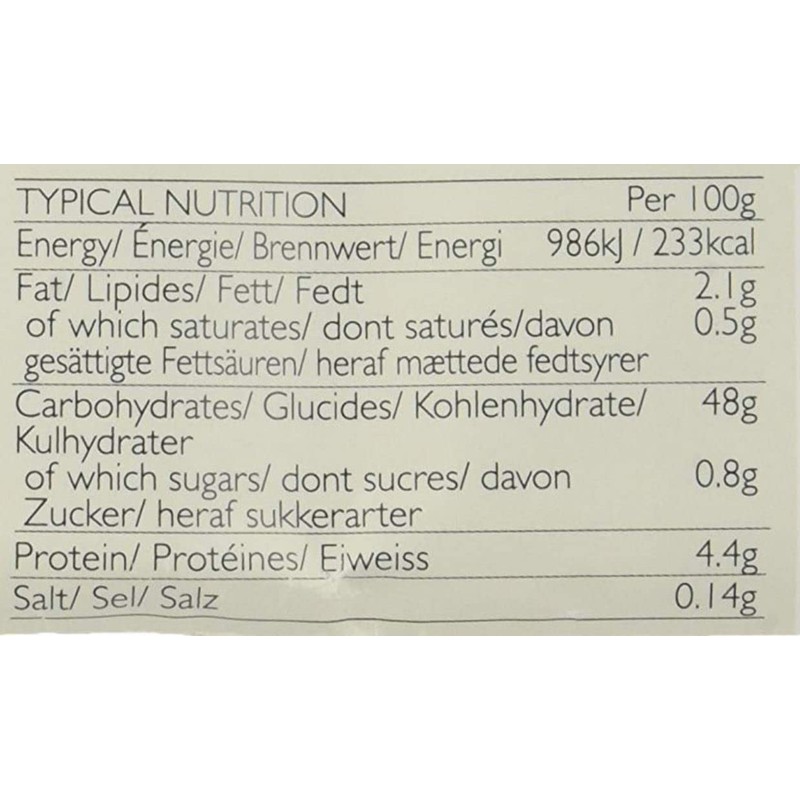 TYPICAL NUTRITION Per 100g
Energy/ Énergie/ Brennwert/ Energi 986kJ / 233kcal
Fat/ Lipides/ Fett/ Fedt 2.1g
of which saturates/ dont saturés/davon 0.5g
gesättigte Fettsäuren/ heraf mættede fedtsyrer
Carbohydrates/ Glucides/ Kohlenhydrate/ 48g
Kulhydrater
of which sugars/ dont sucres/ davon 0.8g
Zucker/ heraf sukkerarter
Protein/ Protéines/ Eiweiss 4.4g
Salt/ Sel/ Salz 0.14g